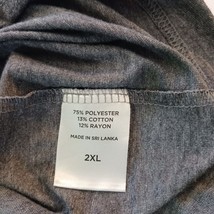 75% POLYESTER
13% COTTON
12% RAYON
MADE IN SRI LANKA
2XL